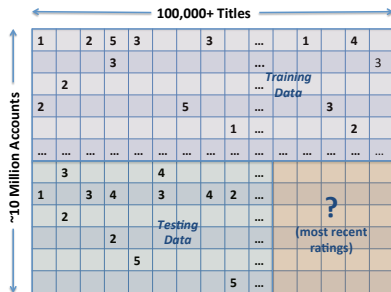 100,000+ Titles
~10 Million Accounts
1 2 5 3 3 ... 1 4
3 ... 3
2 ... Training
Data
2 5 ... 3
1 ... 2
... ... ... ... ... ... ... ... ... ... ... ... ... ...
3 4 ...
1 3 4 3 4 2 ... ?
2 Testing ... (most recent
2 Data ... ratings)
5 ...
5 ...